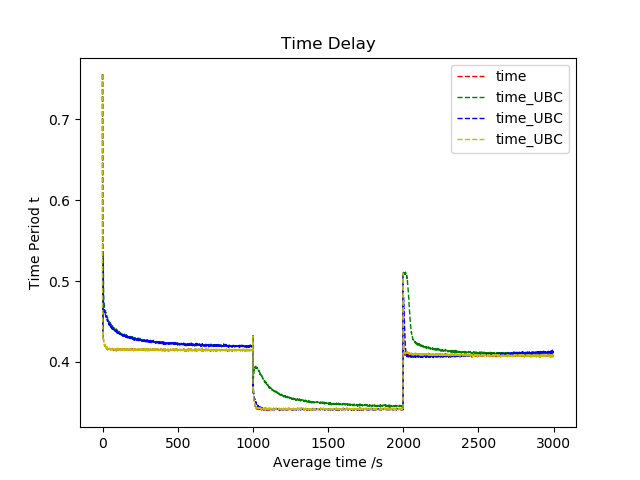 Time Delay
time
time_UBC
time_UBC
time_UBC
0.7
0.6
0.5
0.4
Time Period t
0
500
1000
1500
2000
2500
3000
Average time /s